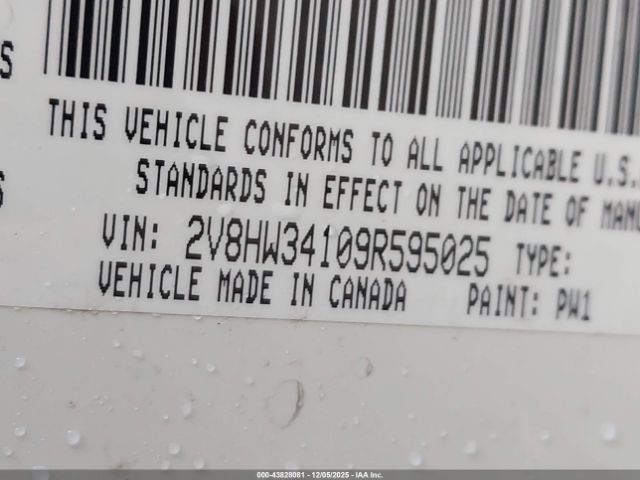 S
THIS VEHICLE CONFORMS TO ALL APPLICABLE U.S.
STANDARDS IN EFFECT ON THE DATE OF MANU
S
VIN: 2V8HW34109R595025 TYPE:
VEHICLE MADE IN CANADA PAINT: PW1
000-43828081 - 12/05/2025 - IAA Inc.